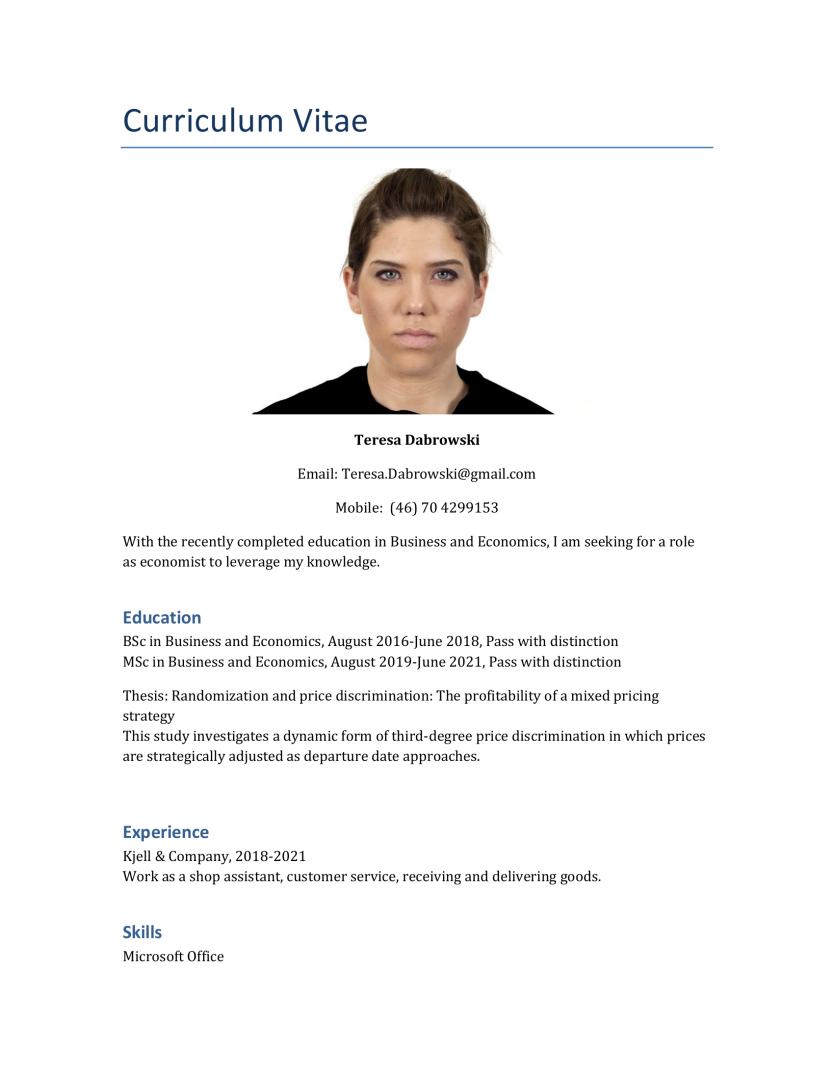 Curriculum Vitae
Teresa Dabrowski
Email: Teresa.Dabrowski@gmail.com
Mobile:  (46) 70 4299153
With the recently completed education in Business and Economics, I am seeking for a role
as economist to leverage my knowledge.
Education
BSc in Business and Economics, August 2016-June 2018, Pass with distinction
MSc in Business and Economics, August 2019-June 2021, Pass with distinction
Thesis: Randomization and price discrimination: The profitability of a mixed pricing
strategy
This study investigates a dynamic form of third-degree price discrimination in which prices
are strategically adjusted as departure date approaches.
Experience
Kjell & Company, 2018-2021
Work as a shop assistant, customer service, receiving and delivering goods.
Skills
Microsoft Office